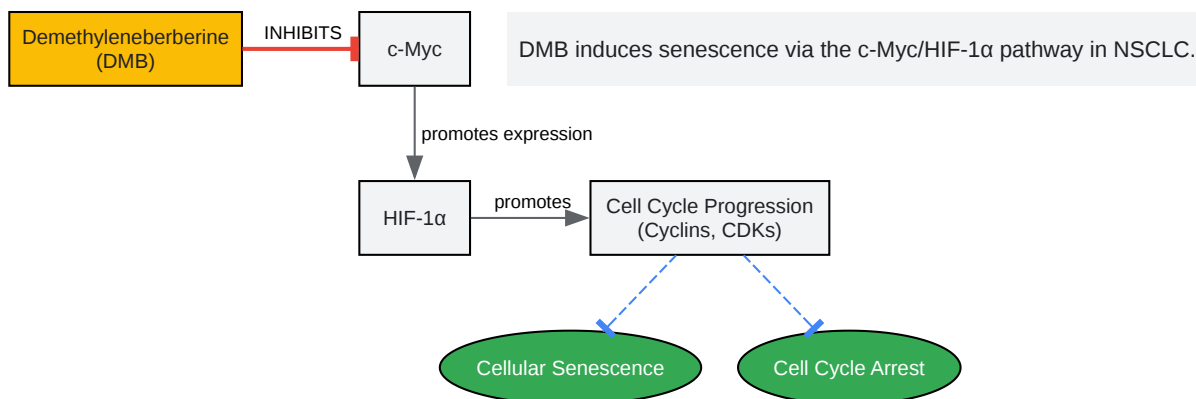 Demethyleneberberine
(DMB)
INHIBITS
c-Myc
DMB induces senescence via the c-Myc/HIF-1α pathway in NSCLC.
promotes expression
HIF-1α
promotes
Cell Cycle Progression
(Cyclins, CDKs)
Cellular Senescence
Cell Cycle Arrest